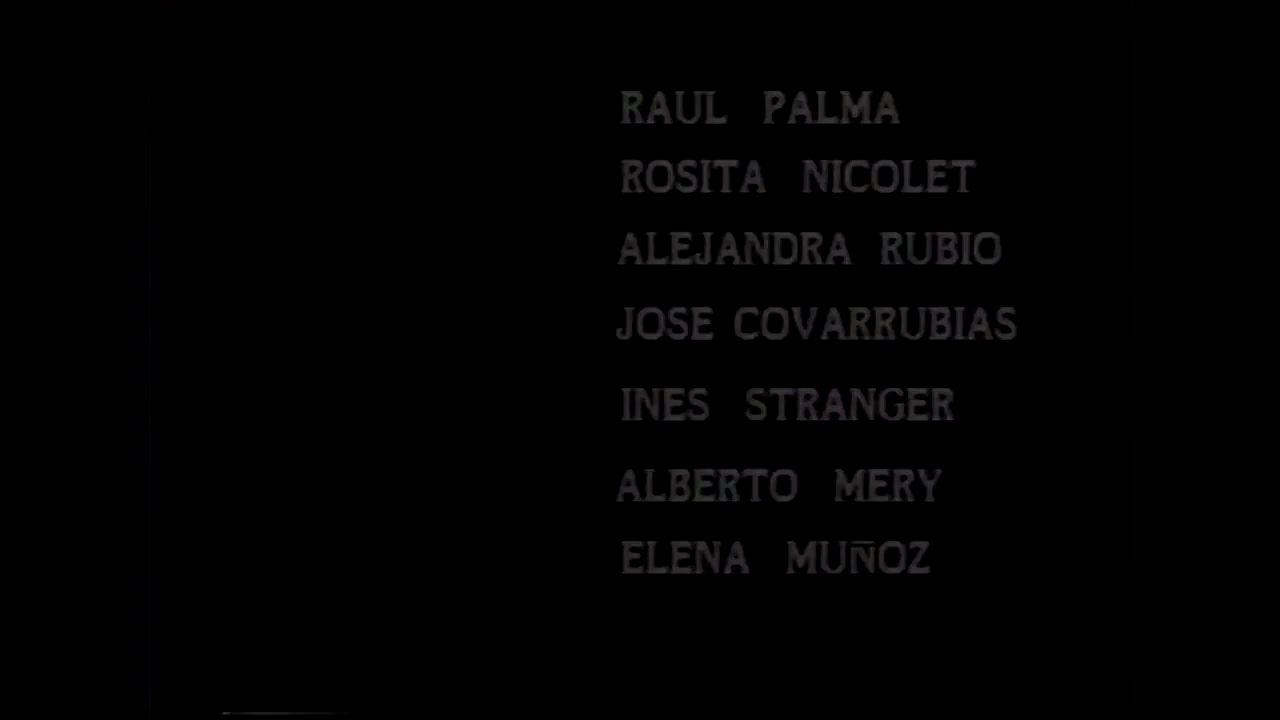 RAUL PALMA
ROSITA NICOLET
ALEJANDRA RUBIO
JOSE COVARRUBIAS
INES STRANGER
ALBERTO MERY
ELENA MUÑOZ